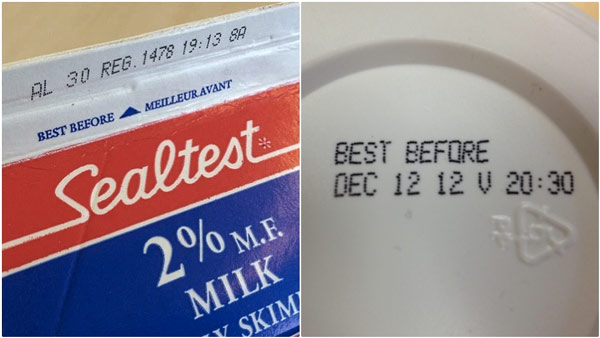 AL 30 REG. 1478 19:13 8A
BEST BEFORE MEILLEUR AVANT
Sealtest
2% M.F.
MILK
SKIM
BEST BEFORE
DEC 12 12 V 20:30